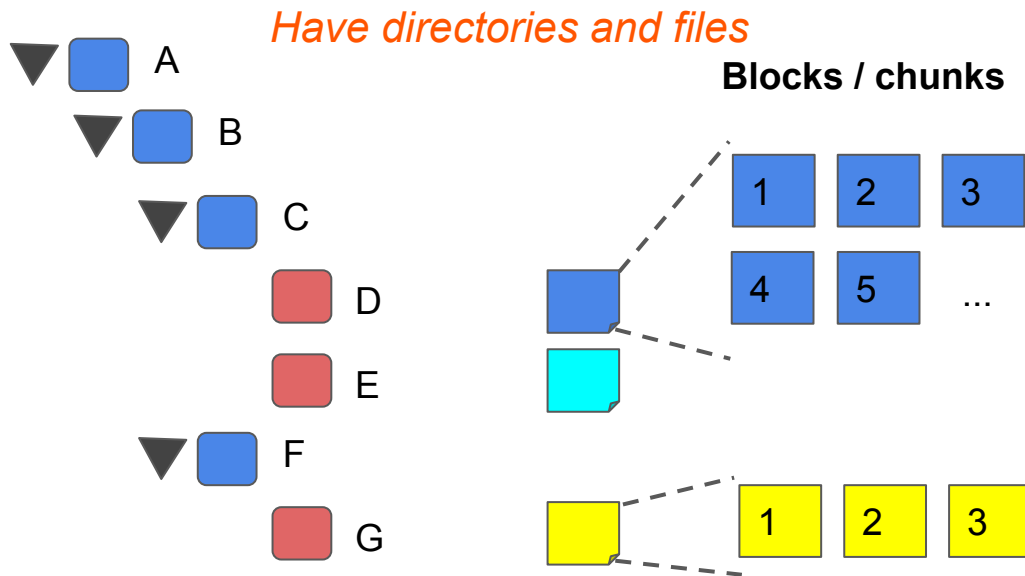 Have directories and files
A
Blocks / chunks
B
1 2 3
C
D
4 5 ...
E
F
G
1 2 3